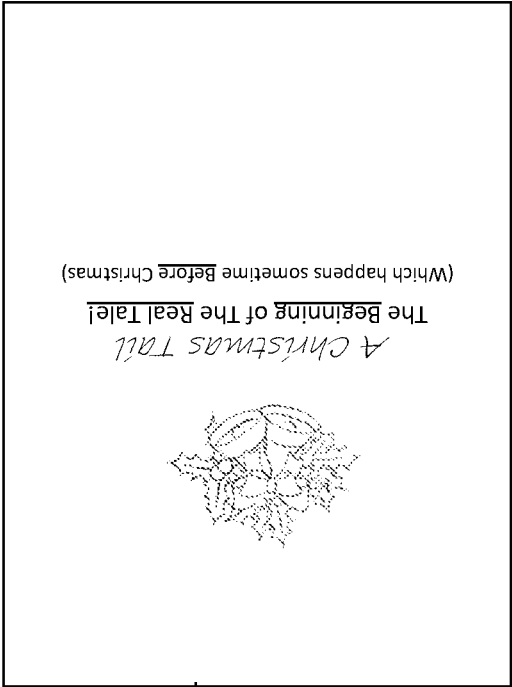 A Christmas Tail
The Beginning of The Real Tale!
(Which happens sometime Before Christmas)